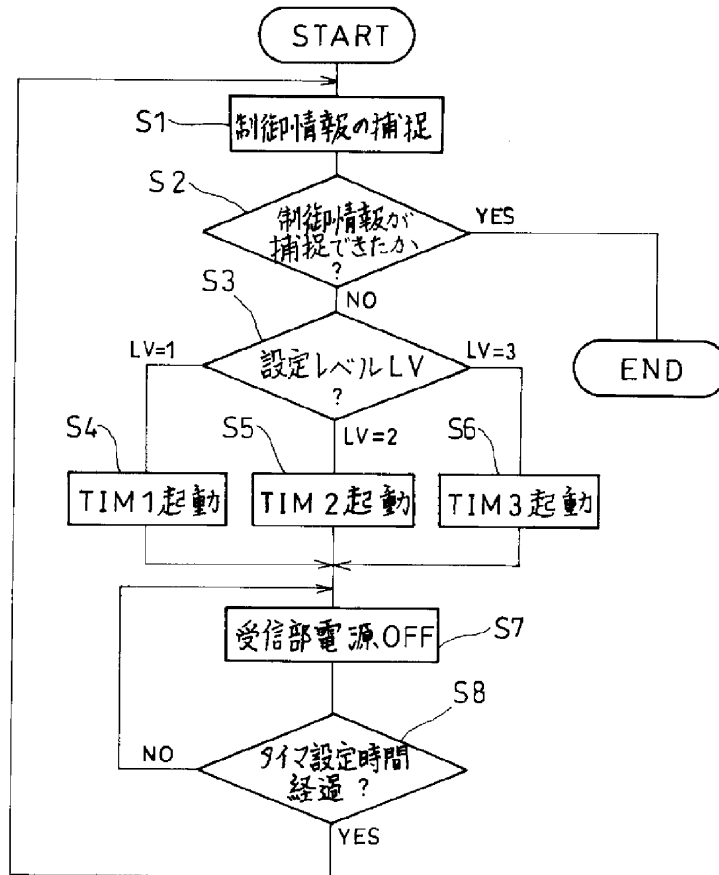 START
S1
制御情報の捕捉
S2
制御情報が
捕捉できたか
?
YES
NO
S3
LV=1
設定レベルLV
?
LV=3
END
LV=2
S4
S5
S6
TIM1起動
TIM2起動
TIM3起動
受信部電源OFF
S7
S8
NO
タイマ設定時間
経過 ?
YES